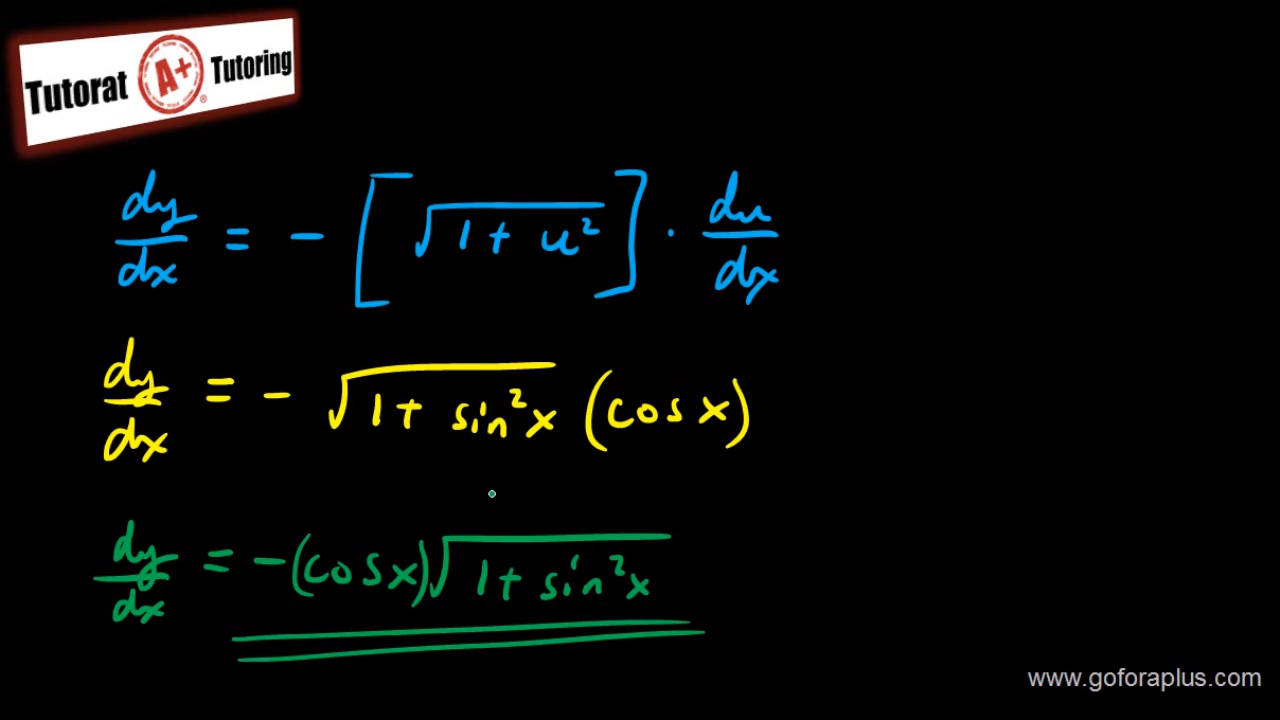 Tutorat A+ Tutoring
dy/dx = - [√(1 + u²)] · du/dx
dy/dx = - √(1 + sin²x) (cos x)
dy/dx = -(cos x)√(1 + sin²x)
www.goforaplus.com